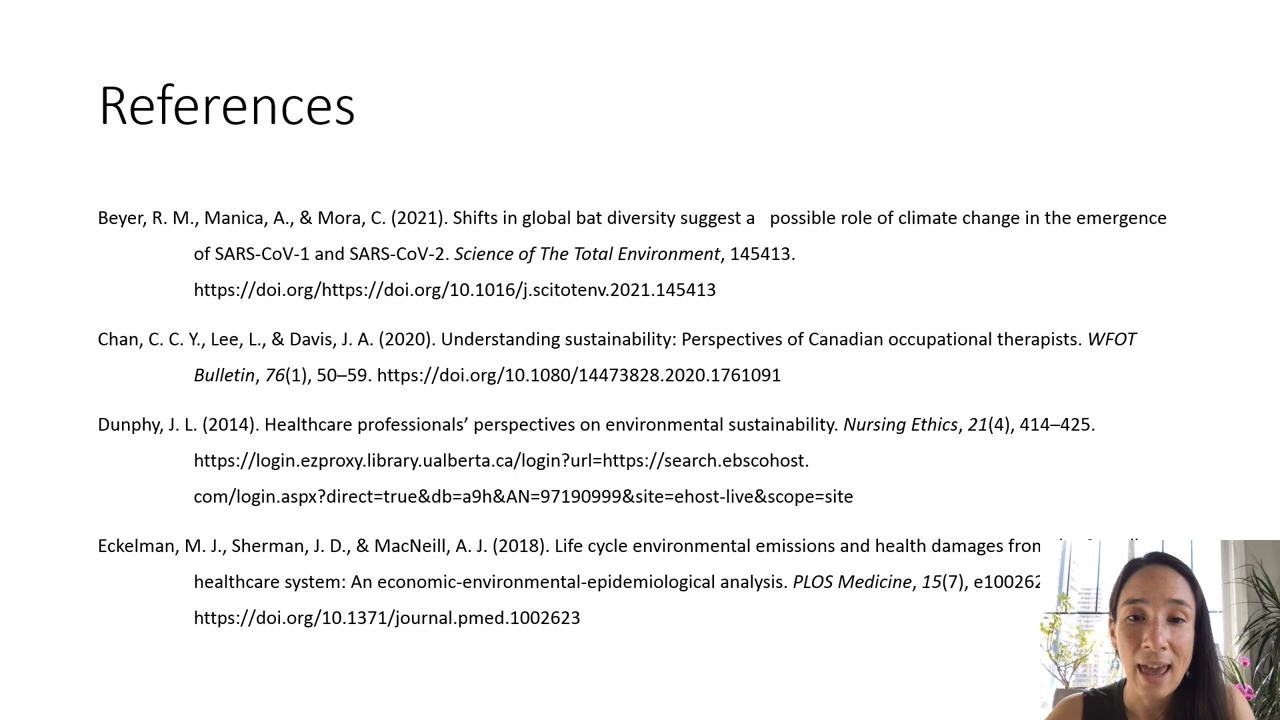 References
Beyer, R. M., Manica, A., & Mora, C. (2021). Shifts in global bat diversity suggest a possible role of climate change in the emergence
of SARS-CoV-1 and SARS-CoV-2. Science of The Total Environment, 145413.
https://doi.org/https://doi.org/10.1016/j.scitotenv.2021.145413
Chan, C. C. Y., Lee, L., & Davis, J. A. (2020). Understanding sustainability: Perspectives of Canadian occupational therapists. WFOT
Bulletin, 76(1), 50–59. https://doi.org/10.1080/14473828.2020.1761091
Dunphy, J. L. (2014). Healthcare professionals’ perspectives on environmental sustainability. Nursing Ethics, 21(4), 414–425.
https://login.ezproxy.library.ualberta.ca/login?url=https://search.ebscohost.
com/login.aspx?direct=true&db=a9h&AN=97190999&site=ehost-live&scope=site
Eckelman, M. J., Sherman, J. D., & MacNeill, A. J. (2018). Life cycle environmental emissions and health damages from
healthcare system: An economic-environmental-epidemiological analysis. PLOS Medicine, 15(7), e100262
https://doi.org/10.1371/journal.pmed.1002623